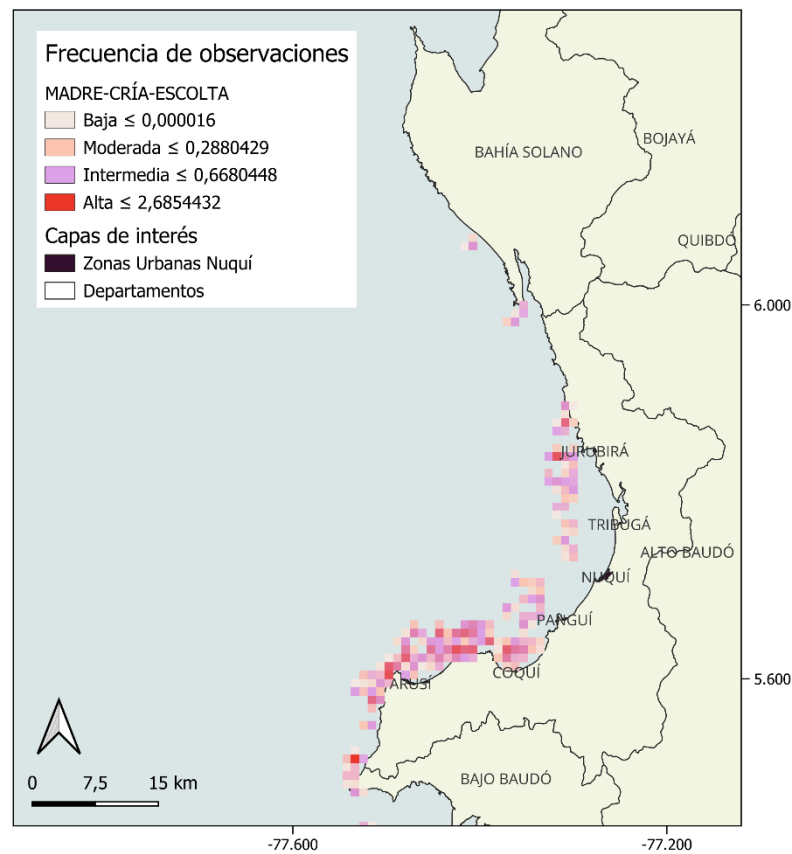 Frecuencia de observaciones
MADRE-CRÍA-ESCOLTA
Baja ≤ 0,000016
Moderada ≤ 0,2880429
Intermedia ≤ 0,6680448
Alta ≤ 2,6854432
Capas de interés
Zonas Urbanas Nuquí
Departamentos
BOJAYÁ
BAHÍA SOLANO
QUIBDÓ
6.000
JURUBIRÁ
TRIBUGÁ
ALTO BAUDÓ
NUQUÍ
PANGUÍ
COQUÍ
5.600
ARUSÍ
BAJO BAUDÓ
0 7,5 15 km
-77.600 -77.200